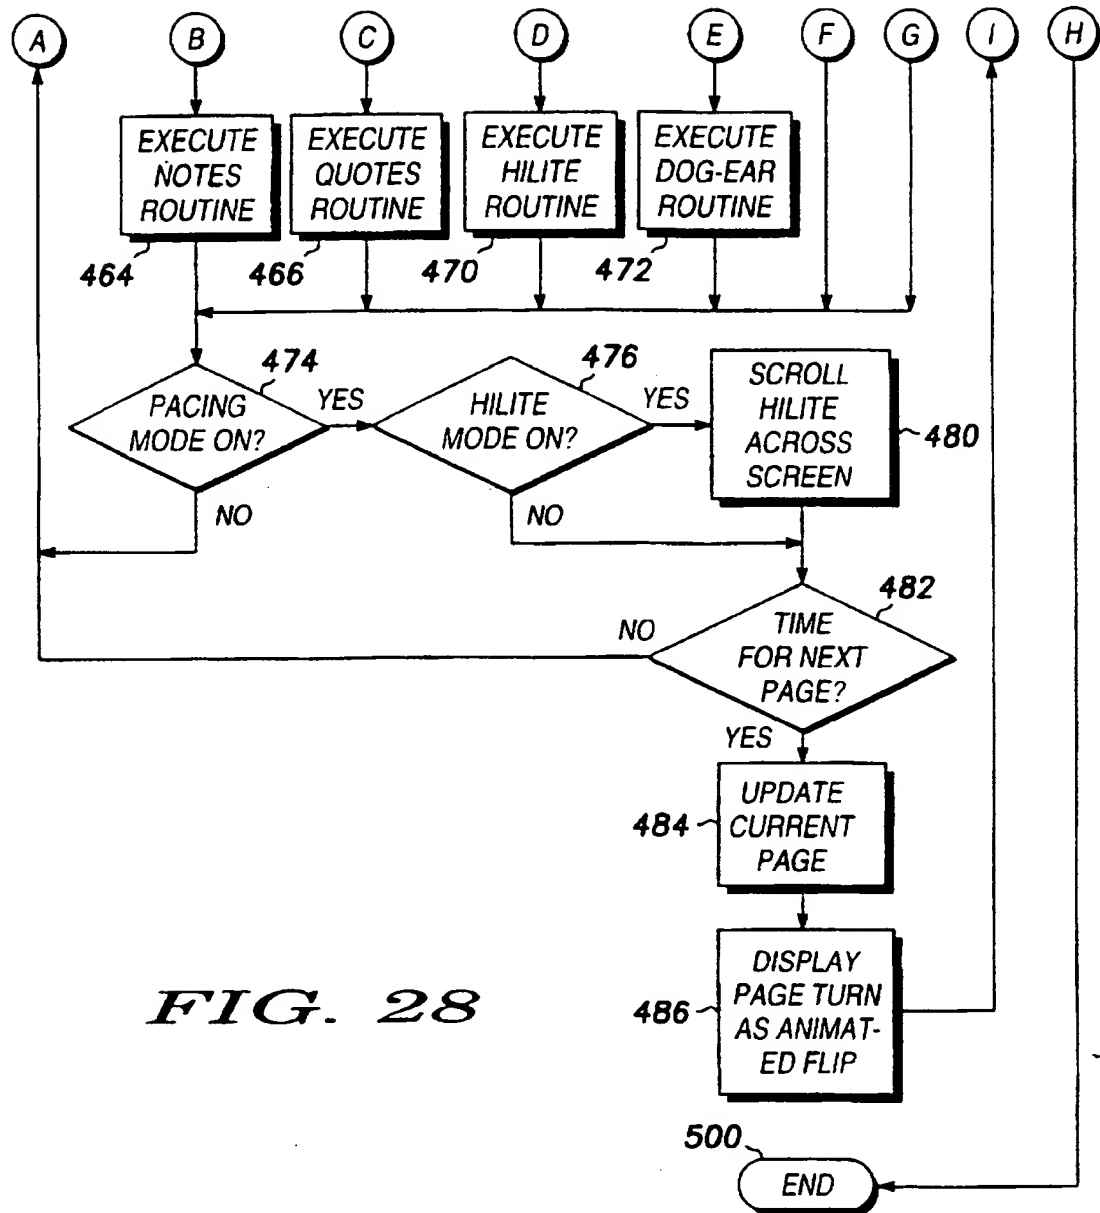 A B C D E F G I H
EXECUTE
NOTES
ROUTINE
464
EXECUTE
QUOTES
ROUTINE
466
EXECUTE
HILITE
ROUTINE
470
EXECUTE
DOG-EAR
ROUTINE
472
PACING
MODE ON?
474
YES
NO
HILITE
MODE ON?
476
YES
NO
SCROLL
HILITE
ACROSS
SCREEN
480
TIME
FOR NEXT
PAGE?
482
NO
YES
UPDATE
CURRENT
PAGE
484
DISPLAY
PAGE TURN
AS ANIMAT-
ED FLIP
486
FIG. 28
500
END